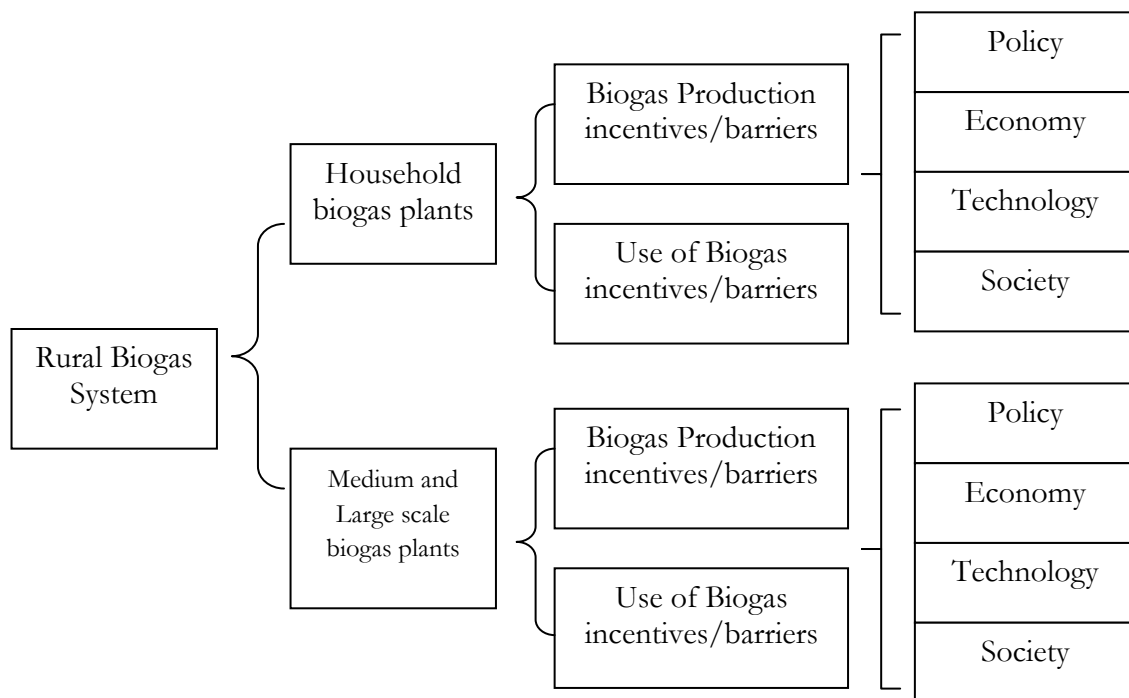 Rural Biogas
System
Household
biogas plants
Medium and
Large scale
biogas plants
Biogas Production
incentives/barriers
Use of Biogas
incentives/barriers
Policy
Economy
Technology
Society
Biogas Production
incentives/barriers
Use of Biogas
incentives/barriers
Policy
Economy
Technology
Society